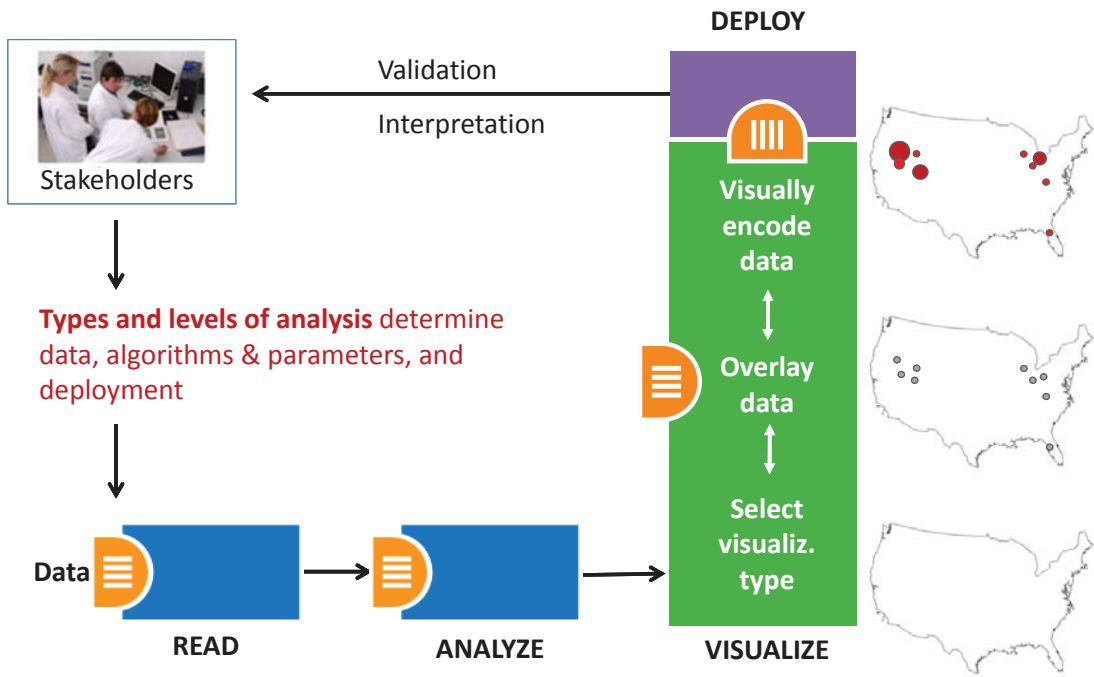 DEPLOY
Validation
Interpretation
Stakeholders
Types and levels of analysis determine
data, algorithms & parameters, and
deployment
Visually
encode
data
Overlay
data
Select
visualiz.
type
Data
READ
ANALYZE
VISUALIZE